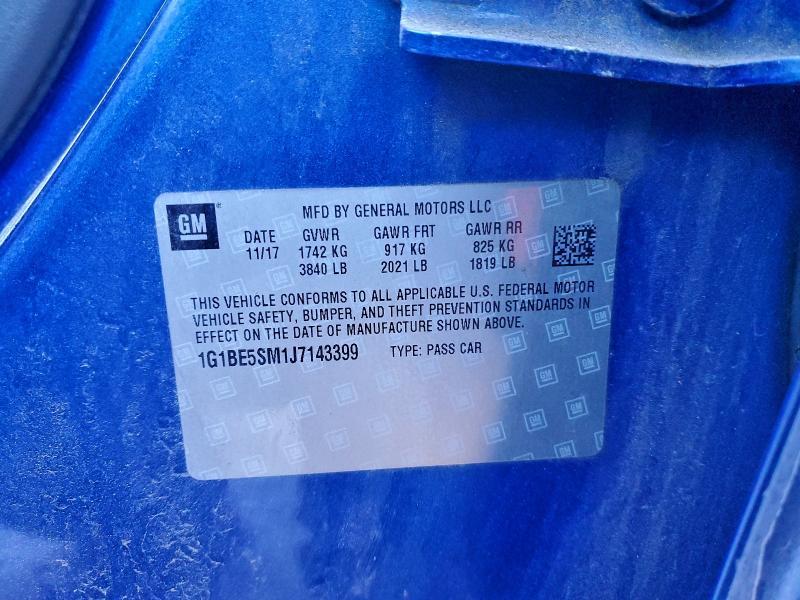 GM
MFD BY GENERAL MOTORS LLC
DATE GVWR GAWR FRT GAWR RR
11/17 1742 KG 917 KG 825 KG
3840 LB 2021 LB 1819 LB
THIS VEHICLE CONFORMS TO ALL APPLICABLE U.S. FEDERAL MOTOR
VEHICLE SAFETY, BUMPER, AND THEFT PREVENTION STANDARDS IN
EFFECT ON THE DATE OF MANUFACTURE SHOWN ABOVE.
1G1BE5SM1J7143399 TYPE: PASS CAR